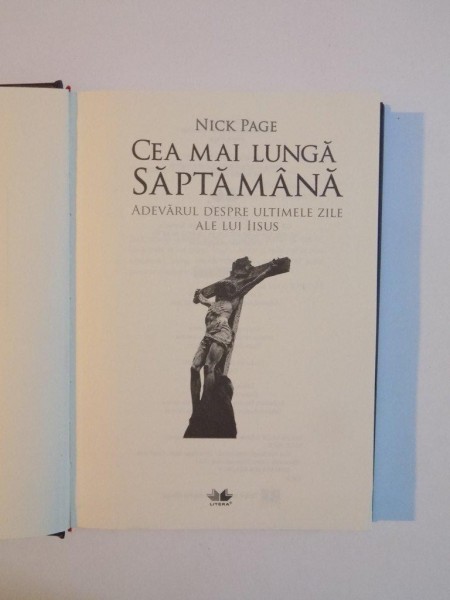 NICK PAGE
CEA MAI LUNGĂ
SĂPTĂMÂNĂ
ADEVĂRUL DESPRE ULTIMELE ZILE
ALE LUI IISUS
LITERA®